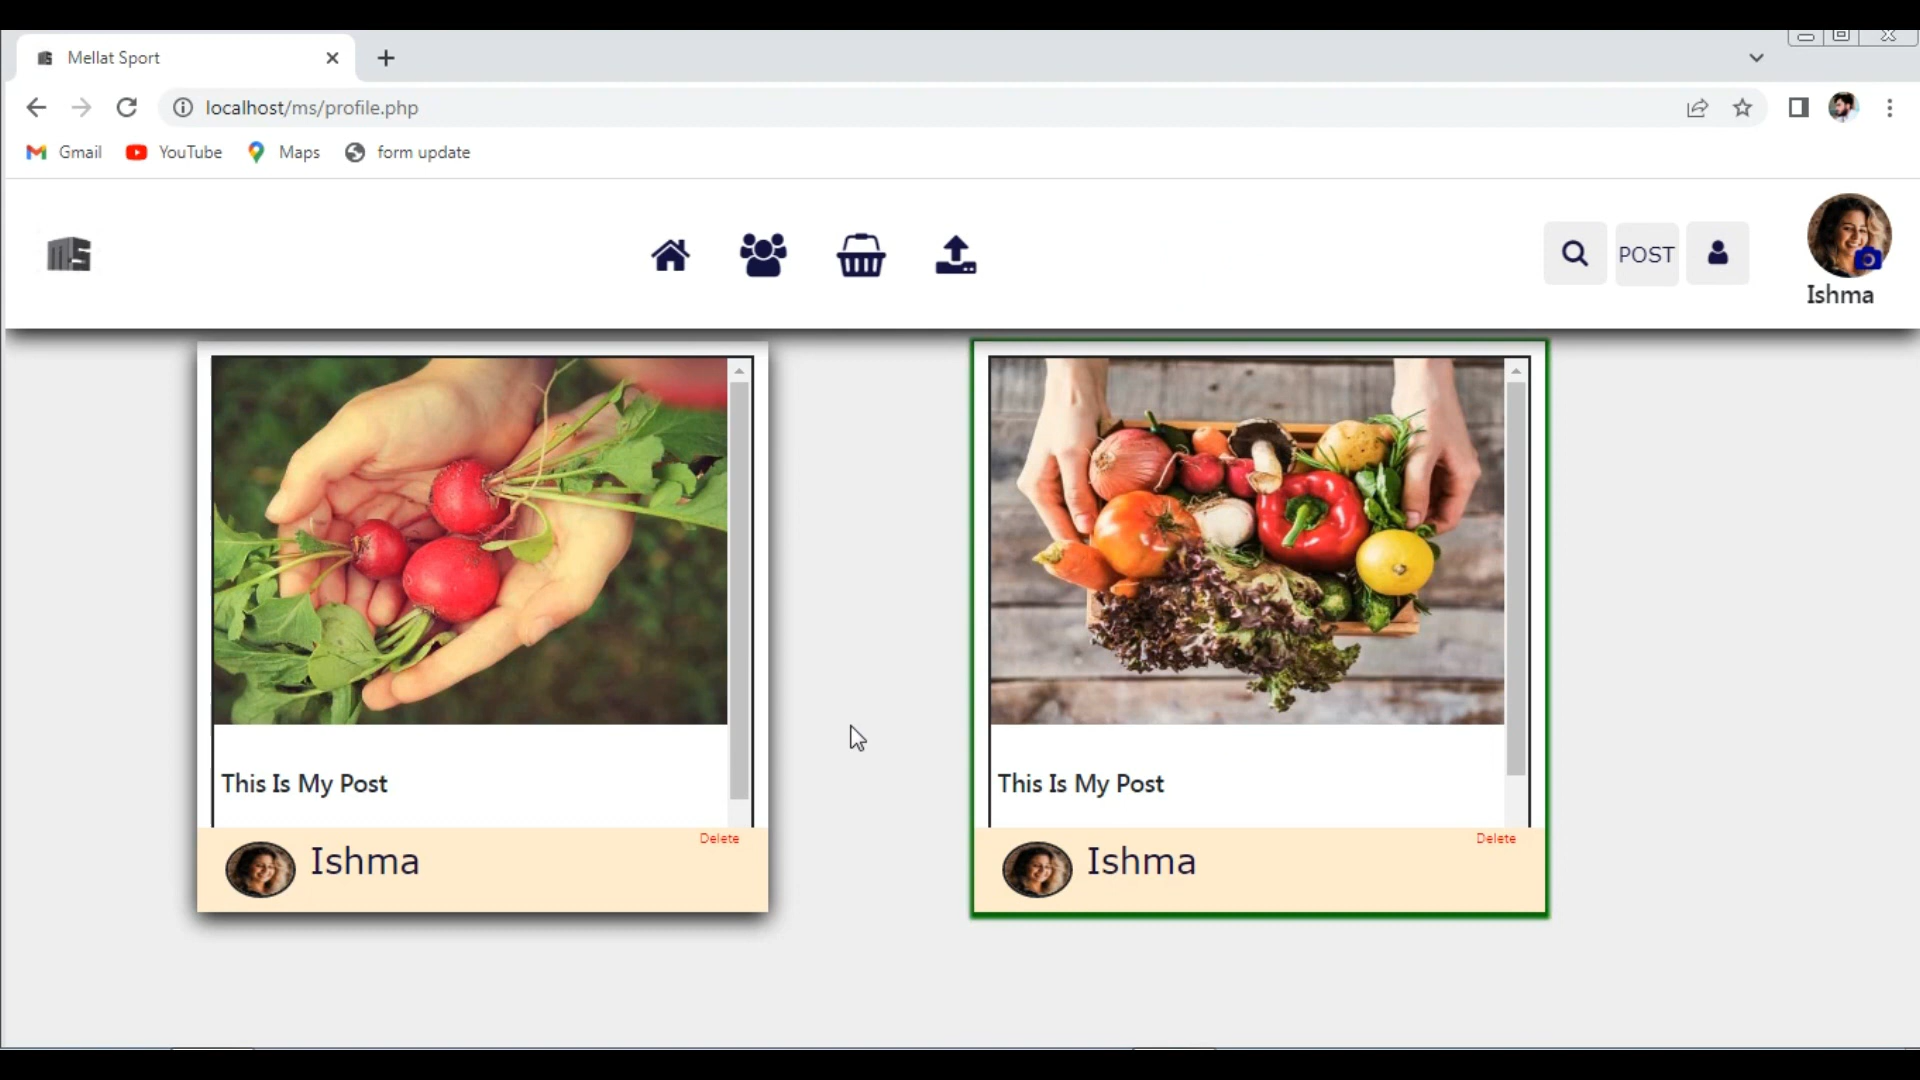 Mellat Sport
localhost/ms/profile.php
Gmail YouTube Maps form update
ms POST
Ishma
This Is My Post
Delete
Ishma
This Is My Post
Delete
Ishma